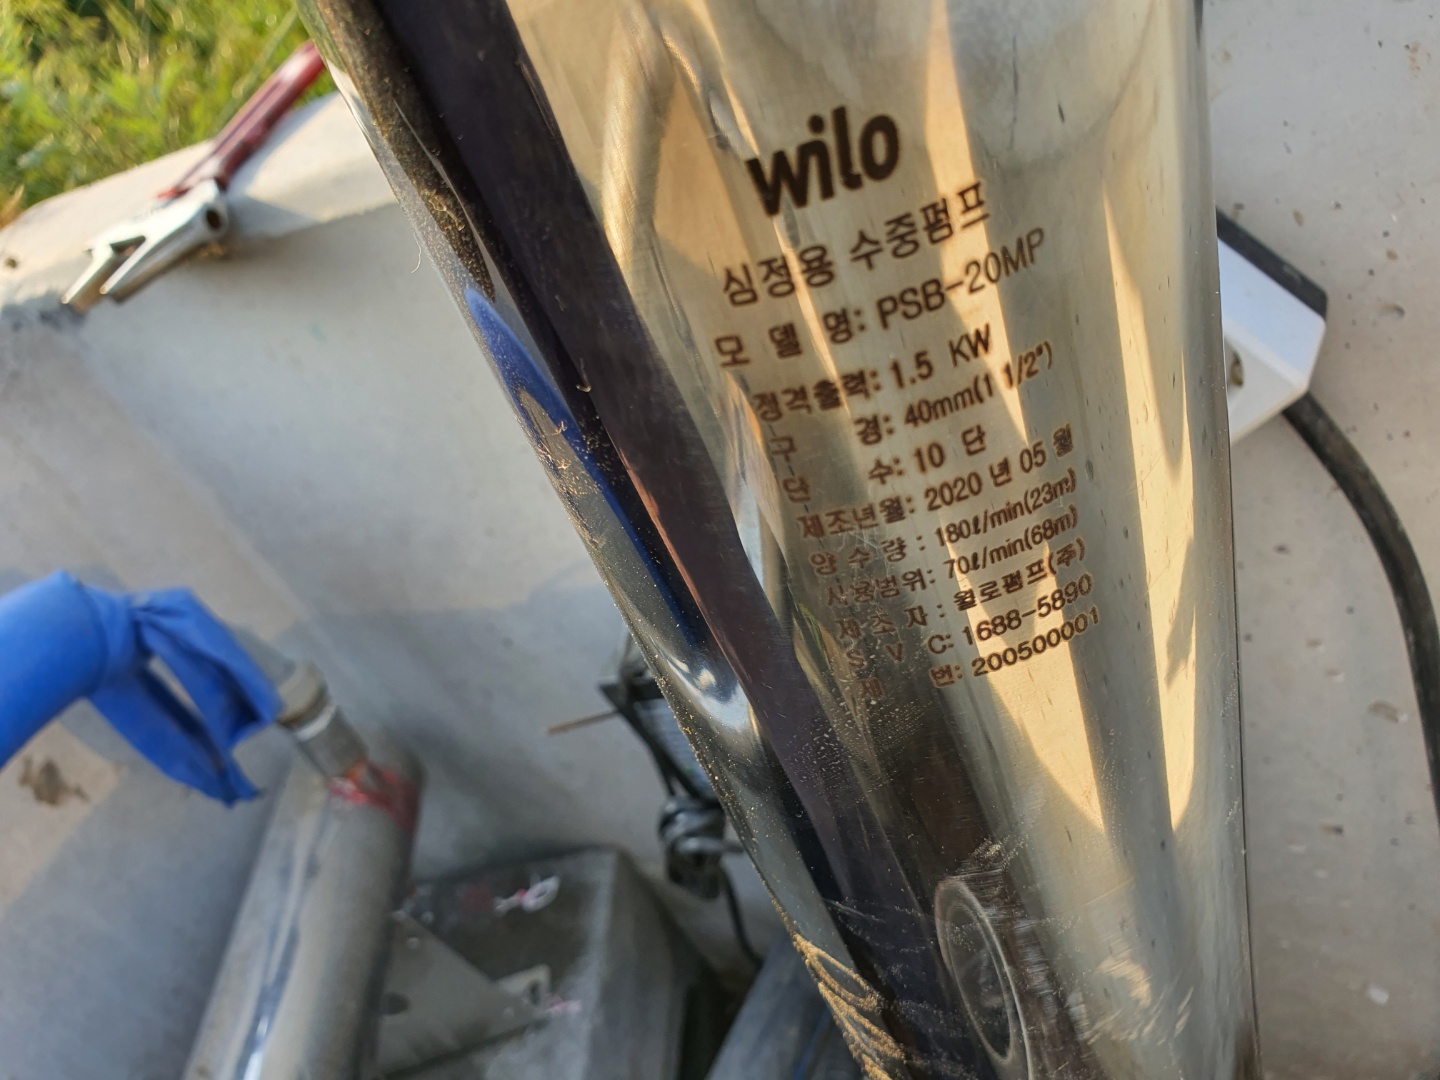 wilo
심정용 수중펌프
모 델 명: PSB-20MP
정격출력: 1.5 KW
구 경: 40mm(1 1/2")
단 수: 10 단
제조년월: 2020 년 05 월
양 수 량 : 180ℓ/min(23m)
사용범위: 70ℓ/min(68m)
제 조 자 : 윌로펌프(주)
S V C: 1688-5890
제 번: 200500001